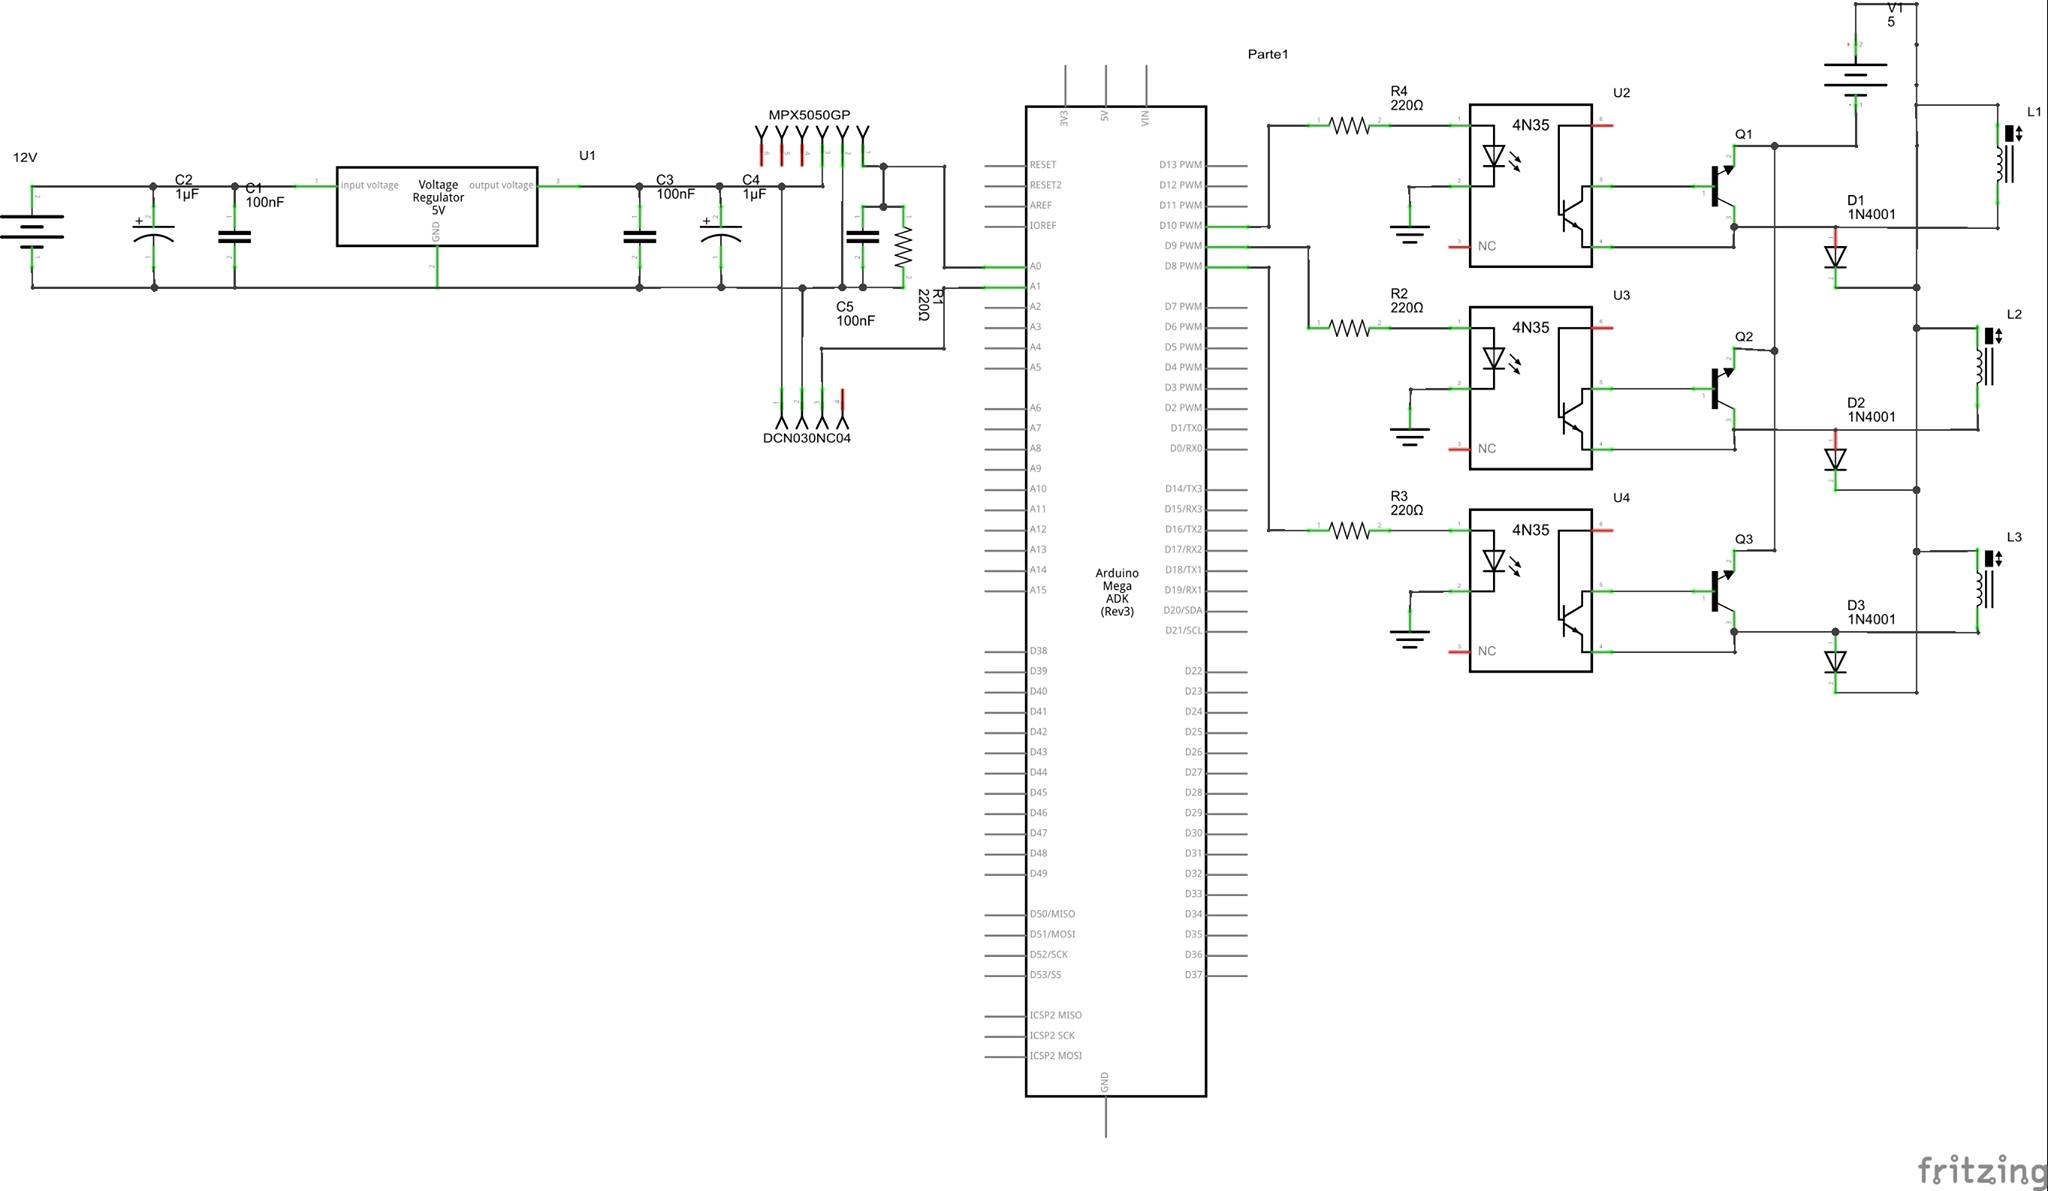 12V
C2
1µF
C1
100nF
input voltage
Voltage
Regulator
5V
output voltage
GND
U1
C3
100nF
C4
1µF
MPX5050GP
C5
100nF
R1
220Ω
DCN030NC04
Parte1
3V3
5V
VIN
RESET
RESET2
AREF
IOREF
A0
A1
A2
A3
A4
A5
A6
A7
A8
A9
A10
A11
A12
A13
A14
A15
D38
D39
D40
D41
D42
D43
D44
D45
D46
D47
D48
D49
D50/MISO
D51/MOSI
D52/SCK
D53/SS
ICSP2 MISO
ICSP2 SCK
ICSP2 MOSI
GND
Arduino
Mega
ADK
(Rev3)
D13 PWM
D12 PWM
D11 PWM
D10 PWM
D9 PWM
D8 PWM
D7 PWM
D6 PWM
D5 PWM
D4 PWM
D3 PWM
D2 PWM
D1/TX0
D0/RX0
D14/TX3
D15/RX3
D16/TX2
D17/RX2
D18/TX1
D19/RX1
D20/SDA
D21/SCL
D22
D23
D24
D25
D26
D27
D28
D29
D30
D31
D32
D33
D34
D35
D36
D37
R4
220Ω
4N35
NC
U2
Q1
V1
5
L1
D1
1N4001
R2
220Ω
4N35
NC
U3
Q2
L2
D2
1N4001
R3
220Ω
4N35
NC
U4
Q3
L3
D3
1N4001
fritzing